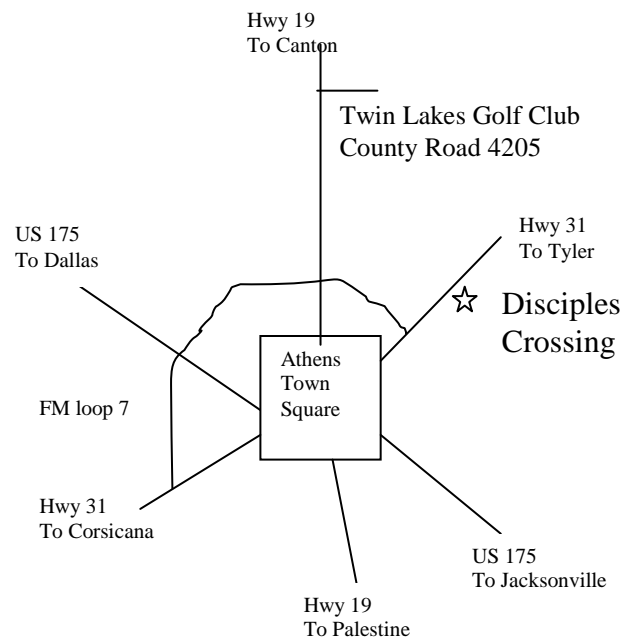 Hwy 19
To Canton
Twin Lakes Golf Club
County Road 4205
US 175
To Dallas
Hwy 31
To Tyler
Disciples
Crossing
Athens
Town
Square
FM loop 7
Hwy 31
To Corsicana
US 175
To Jacksonville
Hwy 19
To Palestine